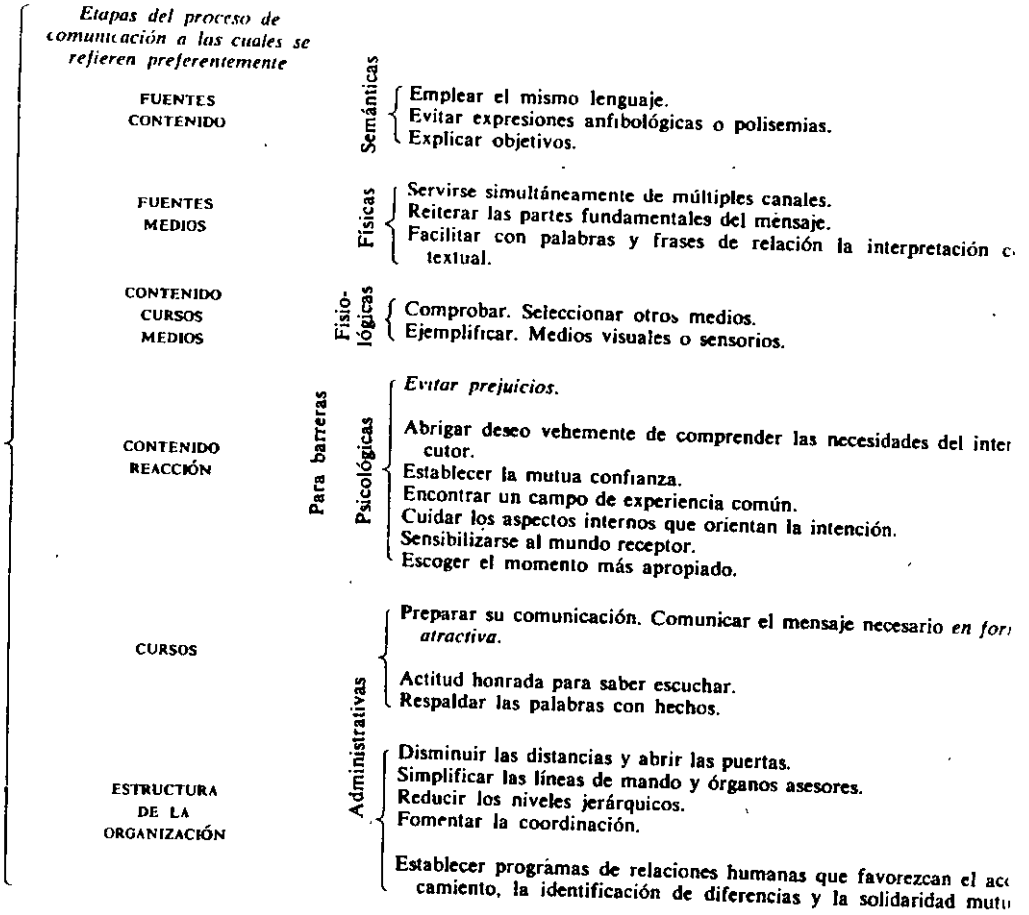 Etapas del proceso de
comunicación a las cuales se
refieren preferentemente
FUENTES
CONTENIDO
Semánticas
Emplear el mismo lenguaje.
Evitar expresiones anfibológicas o polisemias.
Explicar objetivos.
FUENTES
MEDIOS
Físicas
Servirse simultáneamente de múltiples canales.
Reiterar las partes fundamentales del mensaje.
Facilitar con palabras y frases de relación la interpretación
textual.
CONTENIDO
CURSOS
MEDIOS
Fisio-
lógicas
Comprobar. Seleccionar otros medios.
Ejemplificar. Medios visuales o sensorios.
Para barreras
CONTENIDO
REACCIÓN
Psicológicas
Evitar prejuicios.
Abrigar deseo vehemente de comprender las necesidades del inter
cutor.
Establecer la mutua confianza.
Encontrar un campo de experiencia común.
Cuidar los aspectos internos que orientan la intención.
Sensibilizarse al mundo receptor.
Escoger el momento más apropiado.
CURSOS
Preparar su comunicación. Comunicar el mensaje necesario en for
atractiva.
Actitud honrada para saber escuchar.
Respaldar las palabras con hechos.
Administrativas
ESTRUCTURA
DE LA
ORGANIZACIÓN
Disminuir las distancias y abrir las puertas.
Simplificar las líneas de mando y órganos asesores.
Reducir los niveles jerárquicos.
Fomentar la coordinación.
Establecer programas de relaciones humanas que favorezcan el
camiento, la identificación de diferencias y la solidaridad